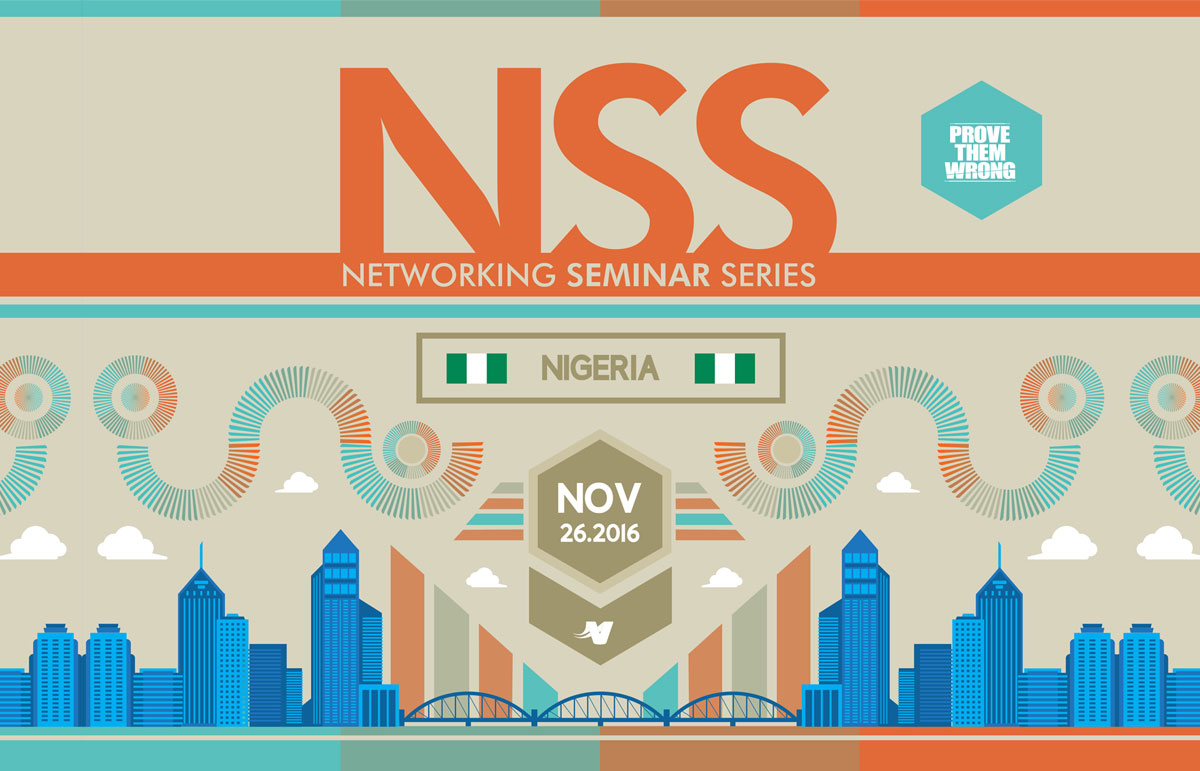 NSS
NETWORKING SEMINAR SERIES
PROVE
THEM
WRONG
NIGERIA
NOV
26.2016
N